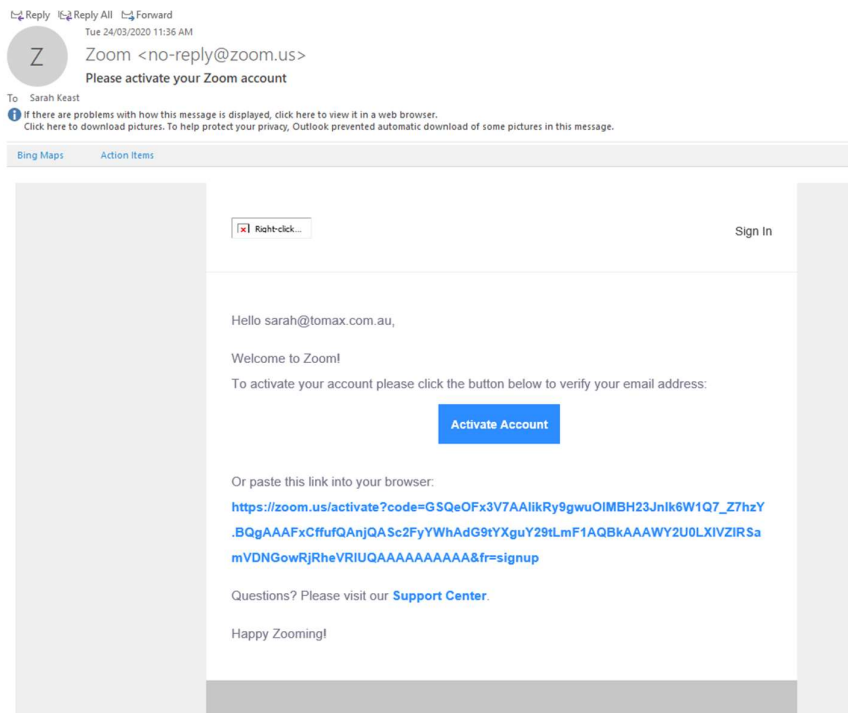 Reply Reply All Forward
Tue 24/03/2020 11:36 AM
Z
Zoom <no-reply@zoom.us>
Please activate your Zoom account
To Sarah Keast
If there are problems with how this message is displayed, click here to view it in a web browser.
Click here to download pictures. To help protect your privacy, Outlook prevented automatic download of some pictures in this message.
Bing Maps Action Items
Right-click...
Sign In
Hello sarah@tomax.com.au,
Welcome to Zoom!
To activate your account please click the button below to verify your email address:
Activate Account
Or paste this link into your browser:
https://zoom.us/activate?code=GSQeOFx3V7AAlikRy9gwuOIMBH23Jnlk6W1Q7_Z7hzY
.BQgAAAFxCffufQAnjQASc2FyYWhAdG9tYXguY29tLmF1AQBkAAAWY2U0LXlVZlRSa
mVDNGowRjRheVRlUQAAAAAAAAAA&fr=signup
Questions? Please visit our Support Center.
Happy Zooming!